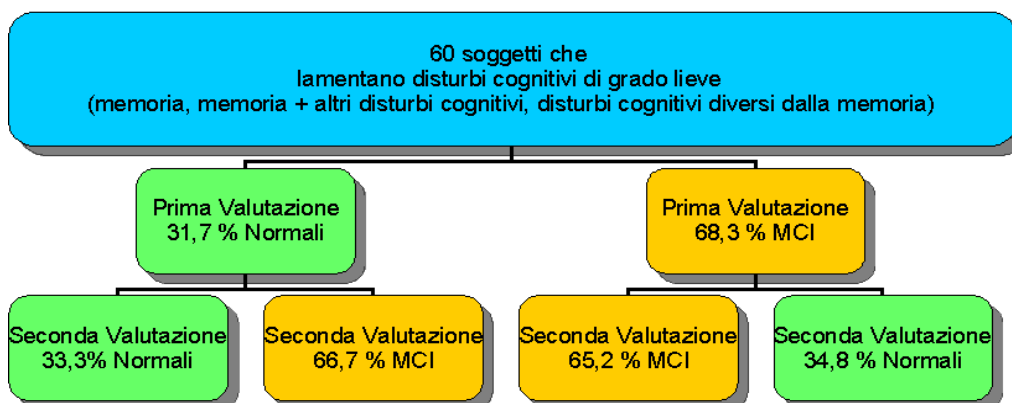 60 soggetti che
lamentano disturbi cognitivi di grado lieve
(memoria, memoria + altri disturbi cognitivi, disturbi cognitivi diversi dalla memoria)
Prima Valutazione
31,7 % Normali
Prima Valutazione
68,3 % MCI
Seconda Valutazione
33,3% Normali
Seconda Valutazione
66,7 % MCI
Seconda Valutazione
65,2 % MCI
Seconda Valutazione
34,8 % Normali